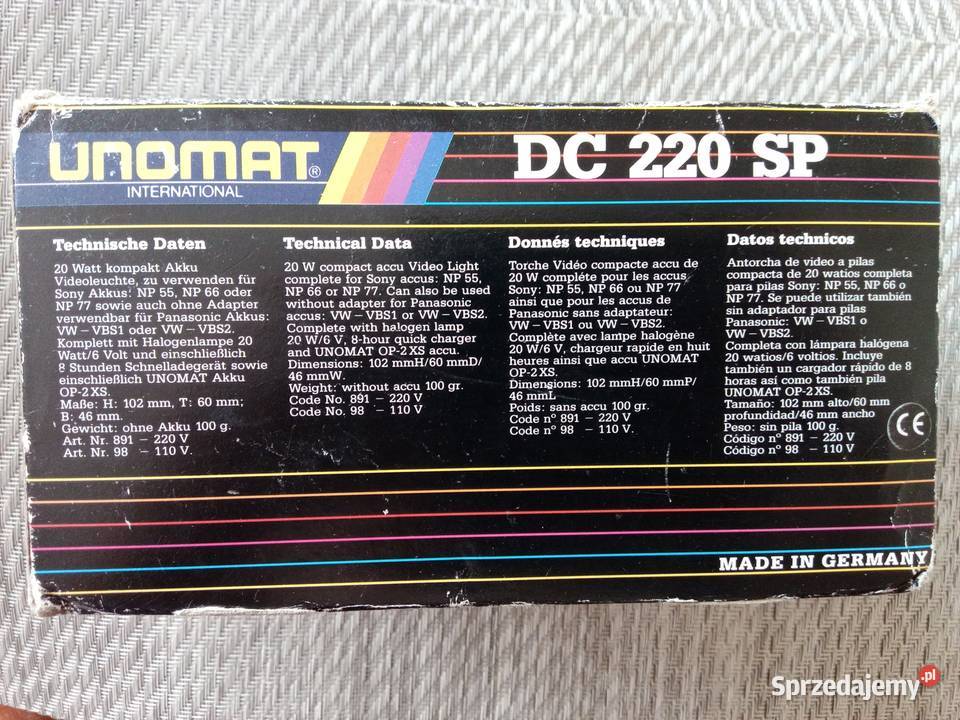 UNOMAT®
INTERNATIONAL
DC 220 SP
Technische Daten
20 Watt kompakt Akku
Videoleuchte, zu verwenden für
Sony Akkus: NP 55, NP 66 oder
NP 77 sowie auch ohne Adapter
verwendbar für Panasonic Akkus:
VW – VBS1 oder VW – VBS2.
Komplett mit Halogenlampe 20
Watt/6 Volt und einschließlich
8 Stunden Schnelladegerät sowie
einschließlich UNOMAT Akku
OP-2 XS.
Maße: H: 102 mm, T: 60 mm;
B: 46 mm.
Gewicht: ohne Akku 100 g.
Art. Nr. 891 – 220 V
Art. Nr. 98 – 110 V.
Technical Data
20 W compact accu Video Light
complete for Sony accus: NP 55,
NP 66 or NP 77. Can also be used
without adapter for Panasonic
accus: VW – VBS1 or VW – VBS2.
Complete with halogen lamp
20 W/6 V, 8-hour quick charger
and UNOMAT OP-2 XS accu.
Dimensions: 102 mmH/60 mmD/
46 mmW.
Weight: without accu 100 gr.
Code No. 891 – 220 V
Code No. 98 – 110 V
Donnés techniques
Torche Vidéo compacte accu de
20 W complète pour les accus
Sony: NP 55, NP 66 ou NP 77
ainsi que pour les accus de
Panasonic sans adaptateur:
VW – VBS1 ou VW – VBS2.
Complète avec lampe halogène
20 W/6 V, chargeur rapide en huit
heures ainsi que accu UNOMAT
OP-2 XS.
Dimensions: 102 mmH/60 mmP/
46 mmL
Poids: sans accu 100 gr.
Code nº 891 – 220 V
Code nº 98 – 110 V.
Datos technicos
Antorcha de video a pilas
compacta de 20 watios completa
para pilas Sony: NP 55, NP 66 o
NP 77. Se puede utilizar también
sin adaptador para pilas
Panasonic: VW – VBS1 o
VW – VBS2.
Completa con lámpara halógena
20 watios/6 voltios. Incluye
también un cargador rápido de 8
horas así como también pila
UNOMAT OP-2 XS.
Tamaño: 102 mm alto/60 mm
profundidad/46 mm ancho
Peso: sin pila 100 g.
Código nº 891 – 220 V
Código nº 98 – 110 V
CE
MADE IN GERMANY
Sprzedajemy.pl